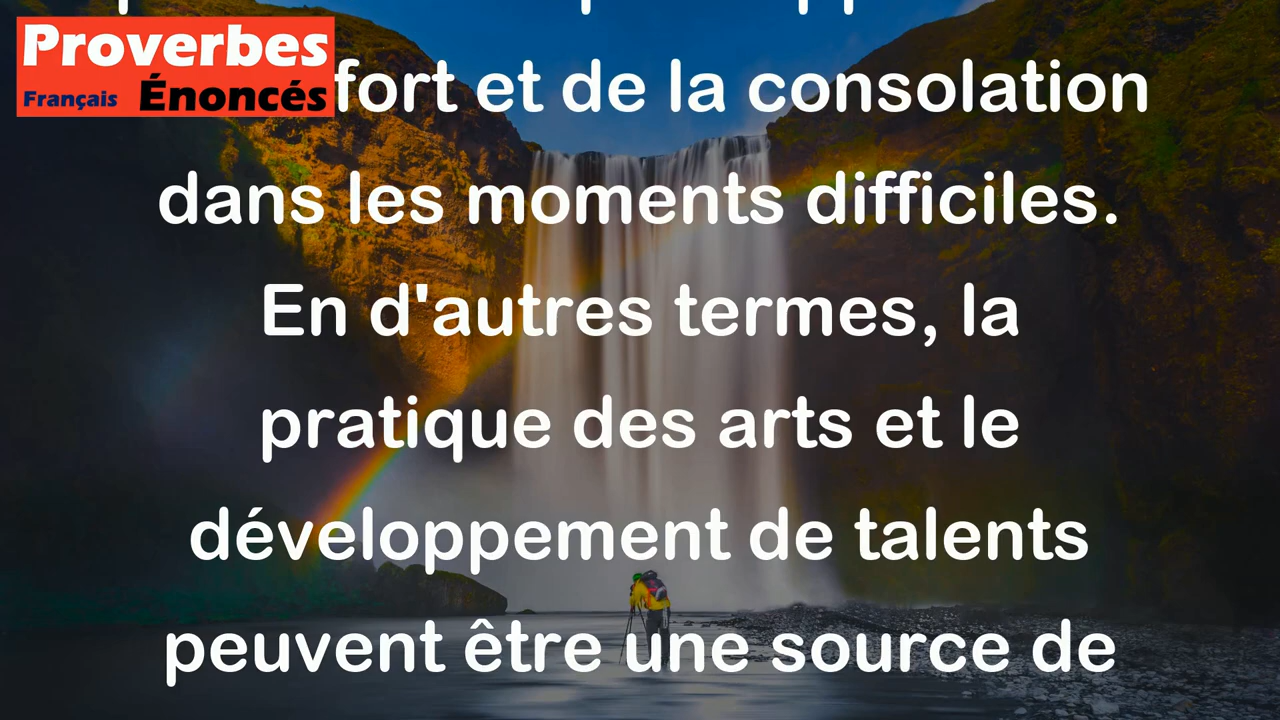 Proverbes
Français Énoncés
fort et de la consolation
dans les moments difficiles.
En d'autres termes, la
pratique des arts et le
développement de talents
peuvent être une source de